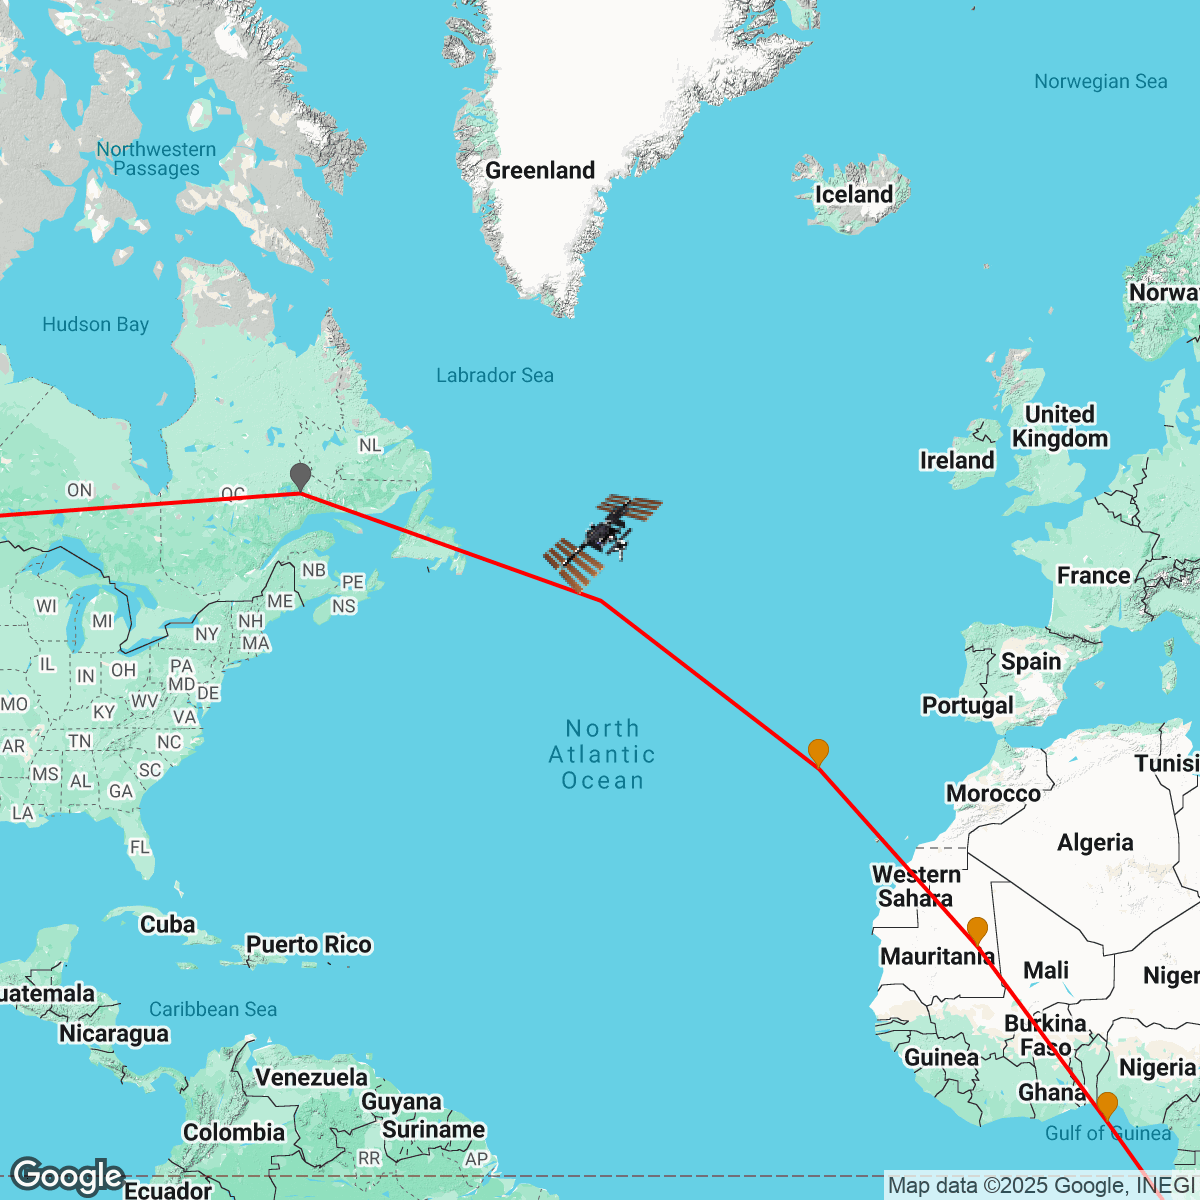 Norwegian Sea
Northwestern
Passages
Greenland
Iceland
Norwa
Hudson Bay
Labrador Sea
United
Kingdom
NL
Ireland
ON
QC
NB
PE
France
WI
MI
ME
NS
NH
NY
MA
IL
IN
OH
PA
MD
DE
Spain
MO
KY
WV
VA
Portugal
AR
TN
NC
North
Atlantic
Ocean
MS
AL
SC
GA
Tunisi
Morocco
LA
FL
Algeria
Western
Sahara
Cuba
Puerto Rico
Mauritania
Mali
Niger
uatemala
Caribbean Sea
Nicaragua
Burkina
Faso
Guinea
Nigeria
Venezuela
Ghana
Guyana
Suriname
Colombia
Gulf of Guinea
RR
AP
Google
Ecuador
Map data ©2025 Google, INEGI